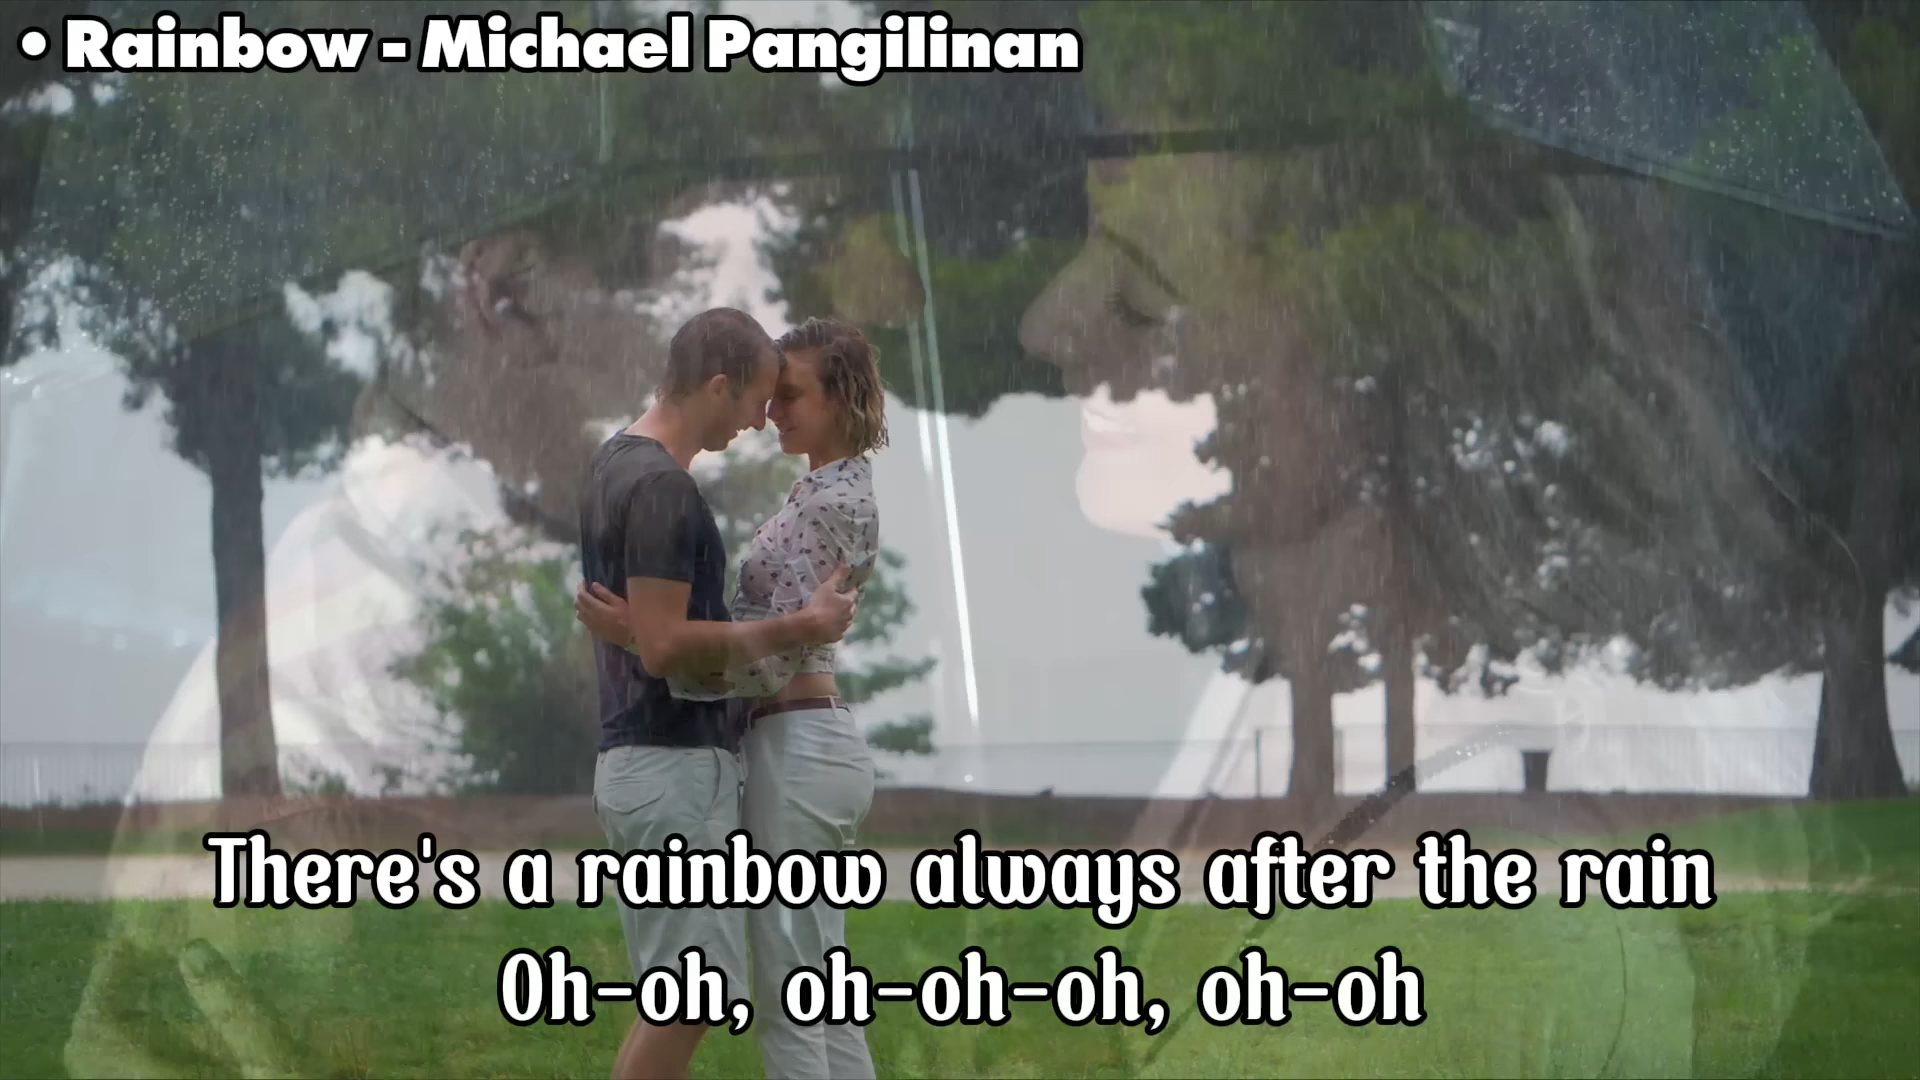 • Rainbow - Michael Pangilinan
There's a rainbow always after the rain
Oh-oh, oh-oh-oh, oh-oh